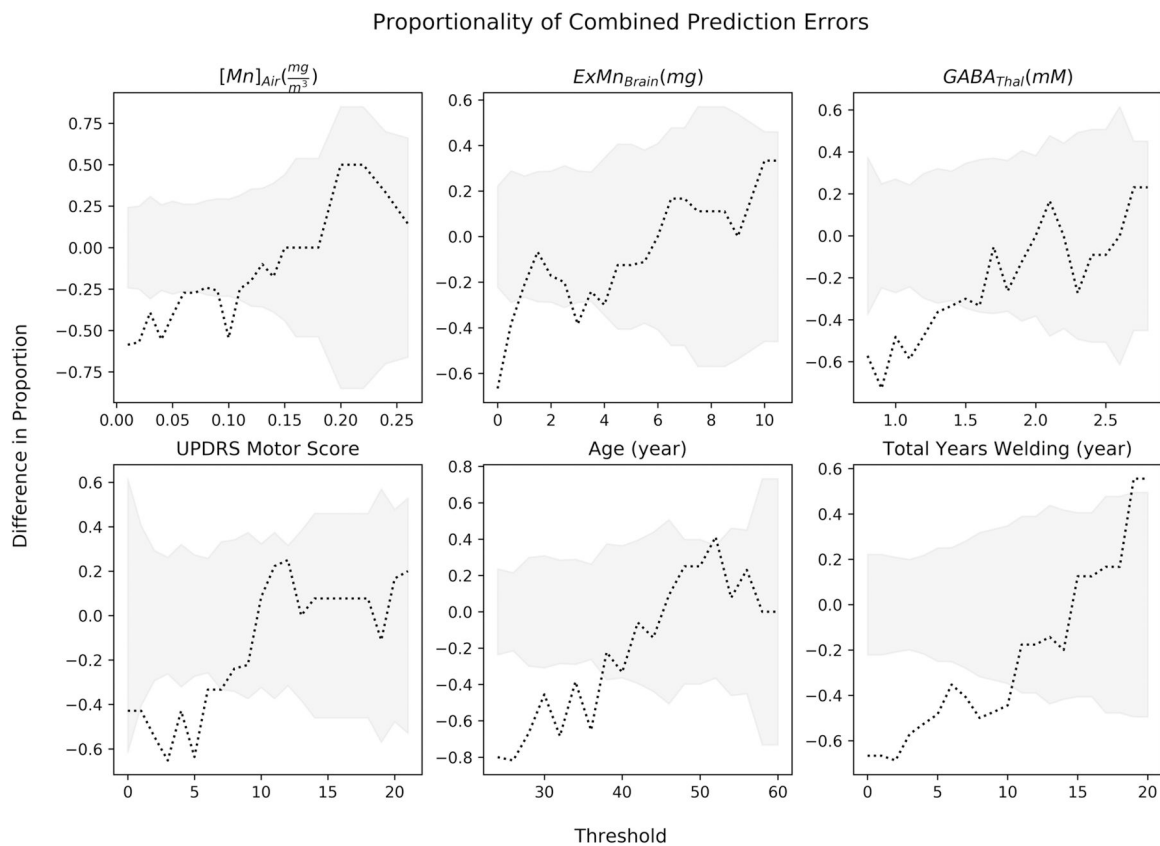 Proportionality of Combined Prediction Errors
[Mn]Air(mg/m³)
ExMnBrain(mg)
GABAThal(mM)
0.75
0.50
0.25
0.00
−0.25
−0.50
−0.75
0.00 0.05 0.10 0.15 0.20 0.25
0.6
0.4
0.2
0.0
−0.2
−0.4
−0.6
0 2 4 6 8 10
0.6
0.4
0.2
0.0
−0.2
−0.4
−0.6
1.0 1.5 2.0 2.5
Difference in Proportion
UPDRS Motor Score
Age (year)
Total Years Welding (year)
0.6
0.4
0.2
0.0
−0.2
−0.4
−0.6
0 5 10 15 20
0.8
0.6
0.4
0.2
0.0
−0.2
−0.4
−0.6
−0.8
30 40 50 60
0.6
0.4
0.2
0.0
−0.2
−0.4
−0.6
0 5 10 15 20
Threshold